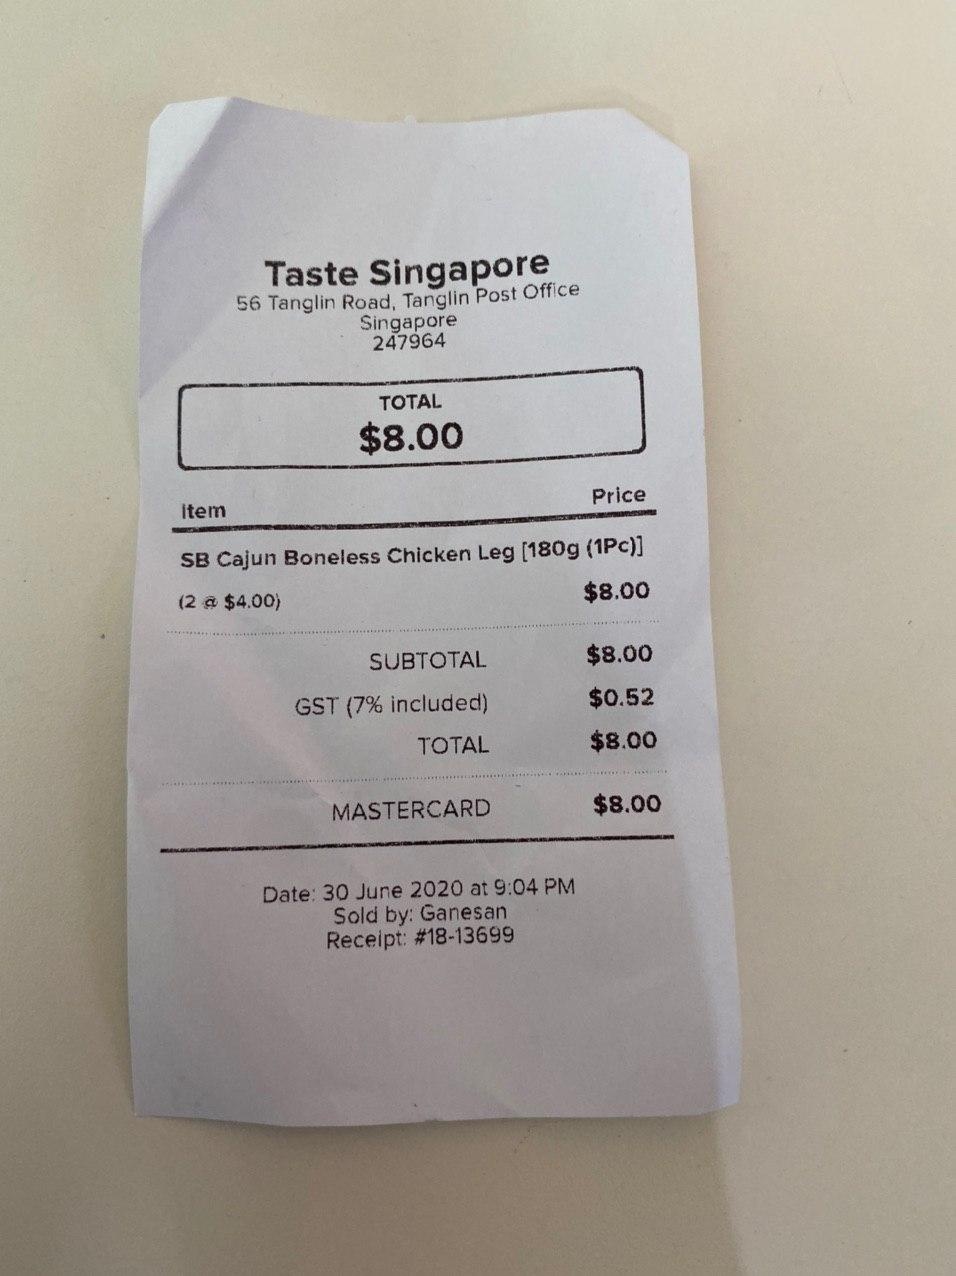 Taste Singapore
56 Tanglin Road, Tanglin Post Office
Singapore
247964
TOTAL
$8.00
Item Price
SB Cajun Boneless Chicken Leg [180g (1Pc)]
(2 @ $4.00) $8.00
SUBTOTAL $8.00
GST (7% included) $0.52
TOTAL $8.00
MASTERCARD $8.00
Date: 30 June 2020 at 9:04 PM
Sold by: Ganesan
Receipt: #18-13699